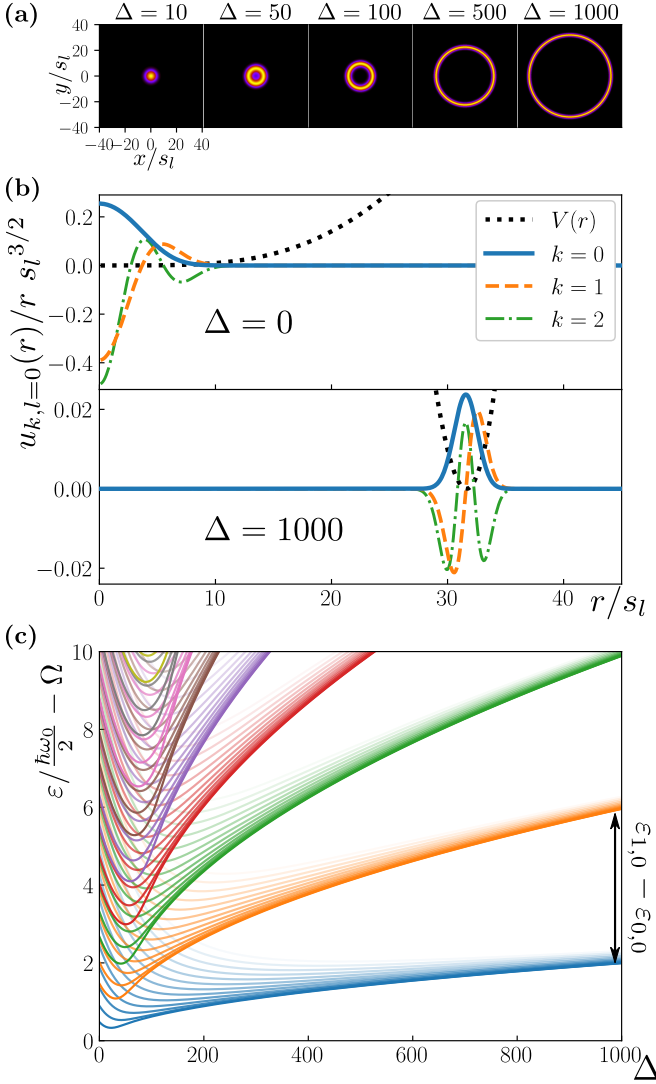 (a) Δ = 10 Δ = 50 Δ = 100 Δ = 500 Δ = 1000
40
20
0
−20
−40
y/s_l
−40 −20 0 20 40
x/s_l
(b)
0.2
0.0
−0.2
−0.4
V(r)
k = 0
k = 1
k = 2
Δ = 0
u_{k,l=0}(r)/r s_l^{3/2}
0.02
0.00
−0.02
Δ = 1000
0 10 20 30 40 r/s_l
(c)
10
8
6
4
2
0
ε/\frac{ħω_0}{2} − Ω
ε_{1,0} − ε_{0,0}
0 200 400 600 800 1000 Δ